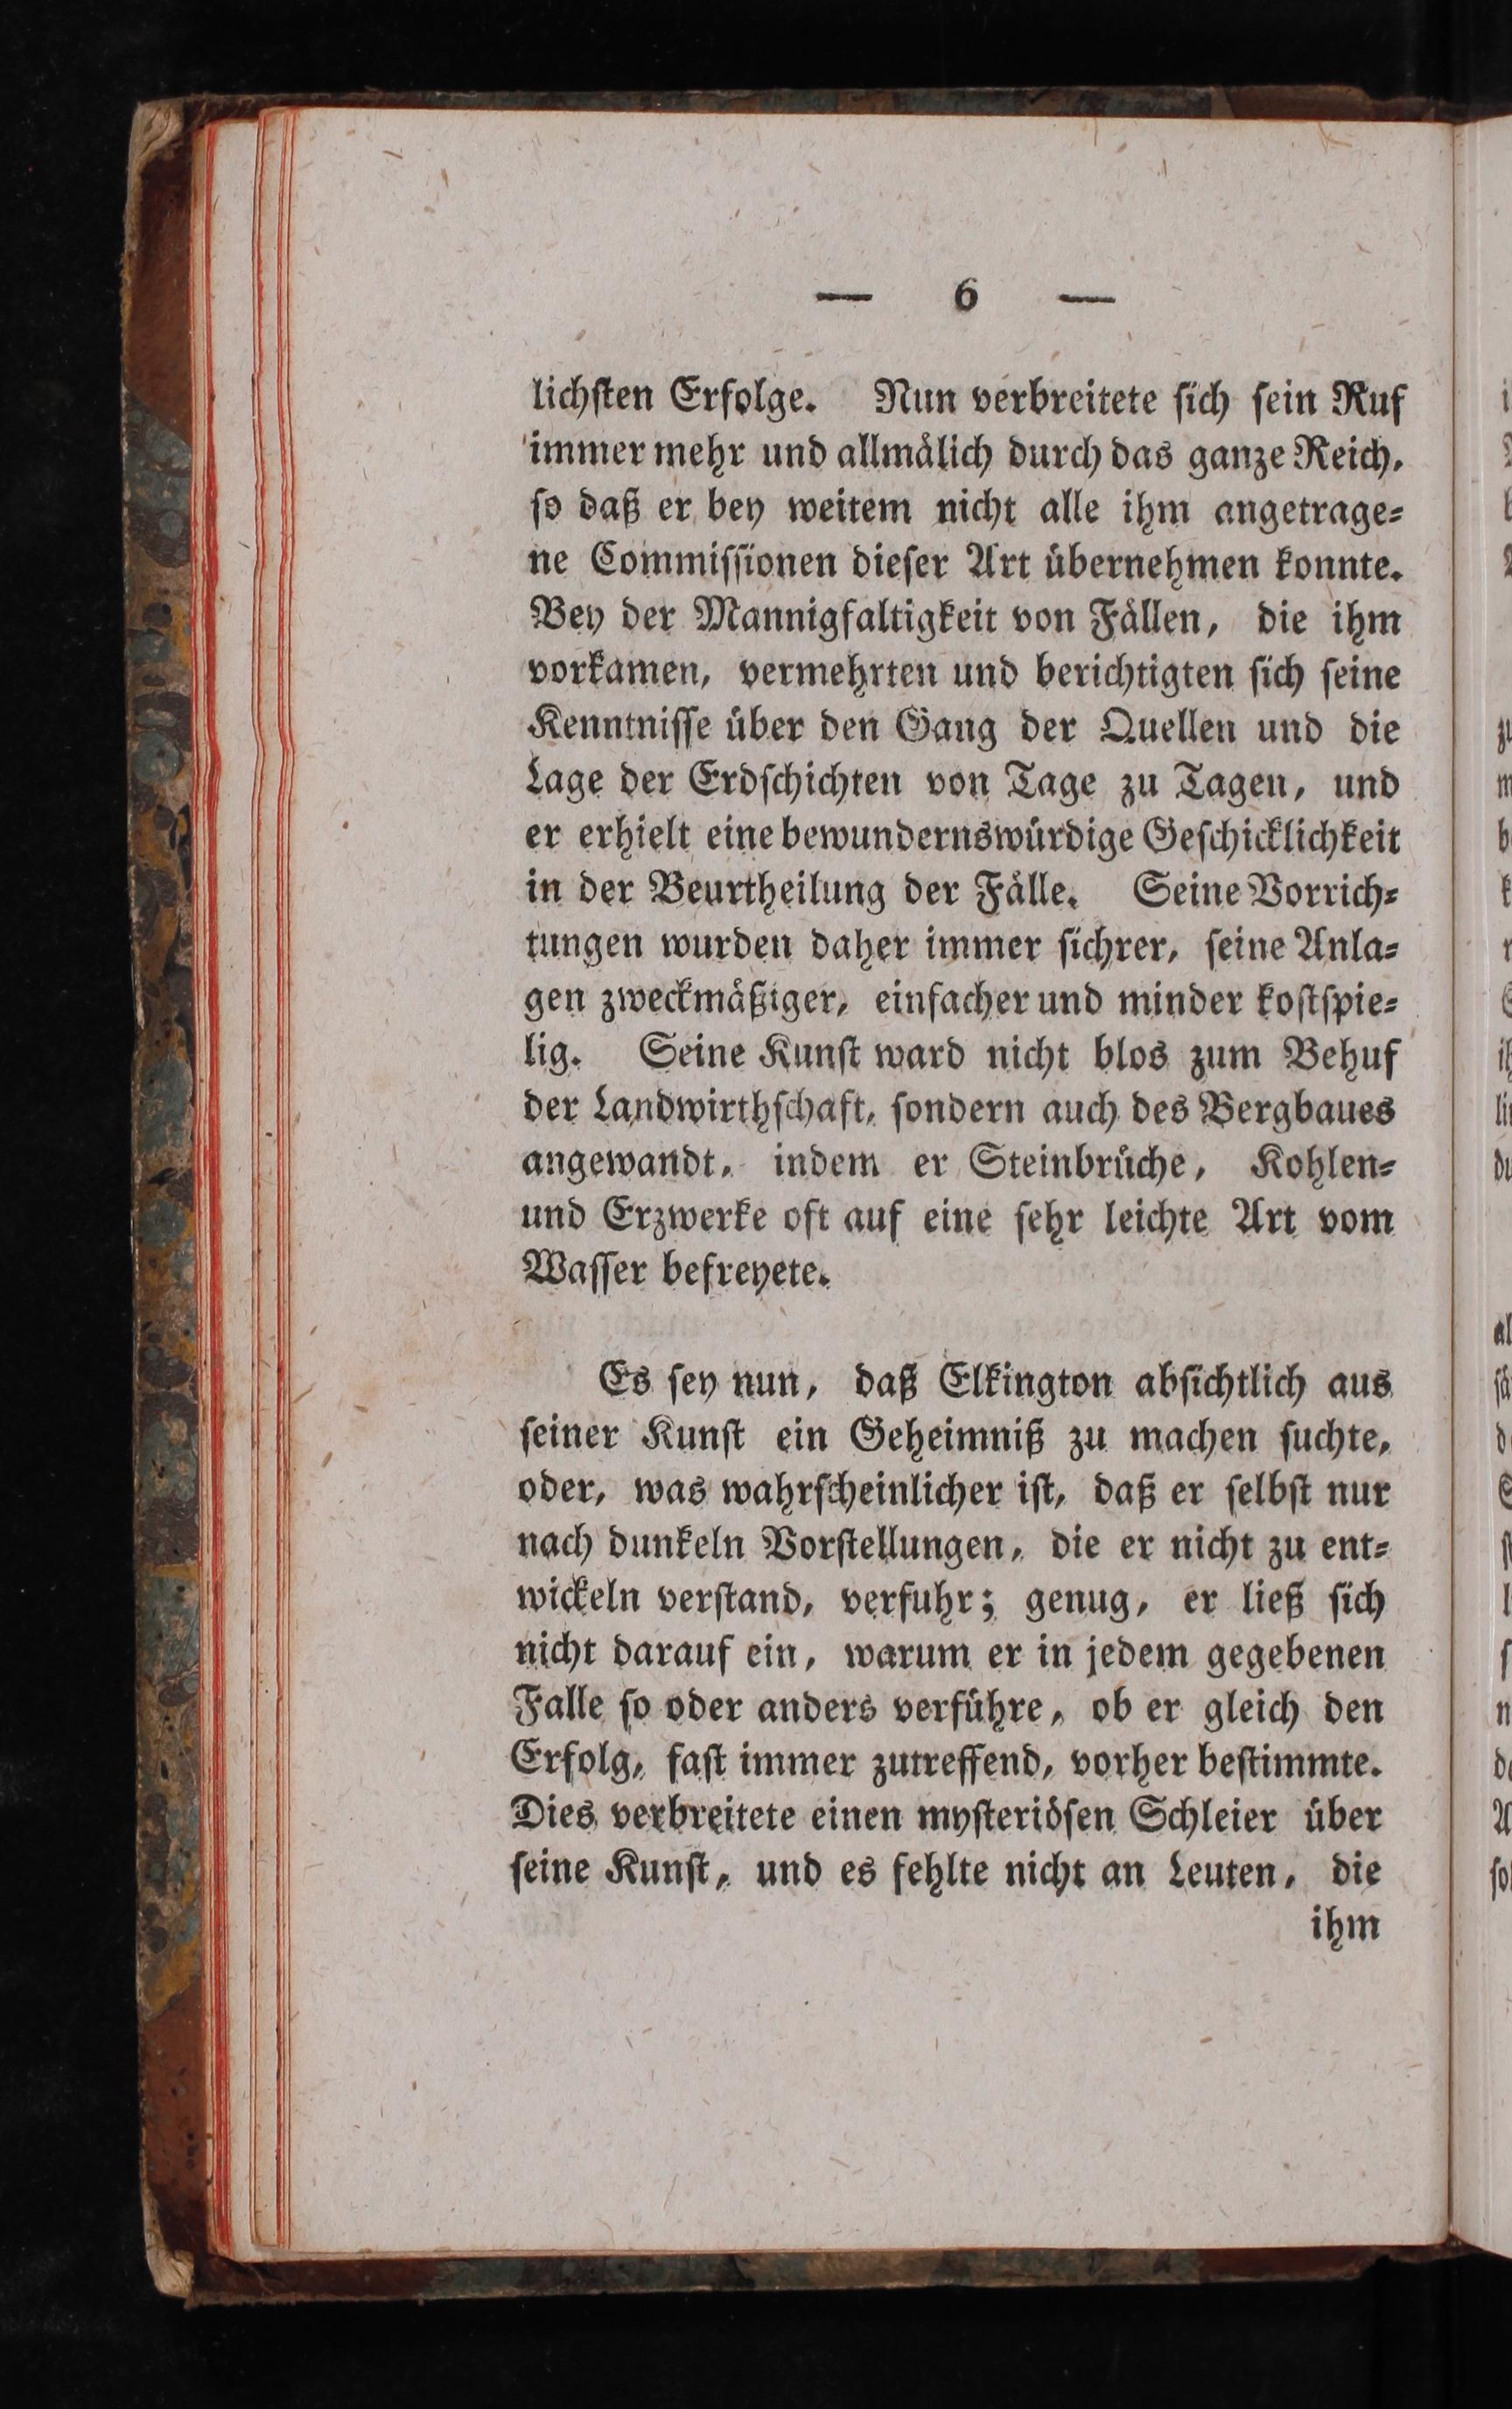 — 6 —
lichſten Erfolge. Nun verbreitete ſich ſein Ruf
immer mehr und allmålich durch das ganze Reich,
ſo daß er bey weitem nicht alle ihm angetrage⸗
ne Commiſſionen dieſer Art übernehmen konnte.
Bey der Mannigfaltigkeit von Fållen, die ihm
vorkamen, vermehrten und berichtigten ſich ſeine
Kenntniſſe über den Gang der Quellen und die
Lage der Erdſchichten von Tage zu Tagen, und
er erhielt eine bewundernswürdige Geſchicklichkeit
in der Beurtheilung der Fålle. Seine Vorrich⸗
tungen wurden daher immer ſichrer, ſeine Anla⸗
gen zweckmåßiger, einfacher und minder koſtſpie⸗
lig. Seine Kunſt ward nicht blos zum Behuf
der Landwirthſchaft, ſondern auch des Bergbaues
angewandt, indem er Steinbrüche, Kohlen⸗
und Erzwerke oft auf eine ſehr leichte Art vom
Waſſer befreyete.
Es ſey nun, daß Elkington abſichtlich aus
ſeiner Kunſt ein Geheimniß zu machen ſuchte,
oder, was wahrſcheinlicher iſt, daß er ſelbſt nur
nach dunkeln Vorſtellungen, die er nicht zu ent⸗
wickeln verſtand, verfuhr; genug, er ließ ſich
nicht darauf ein, warum er in jedem gegebenen
Falle ſo oder anders verführe, ob er gleich den
Erfolg, faſt immer zutreffend, vorher beſtimmte.
Dies verbreitete einen myſteriöſen Schleier über
ſeine Kunſt, und es fehlte nicht an Leuten, die
ihm